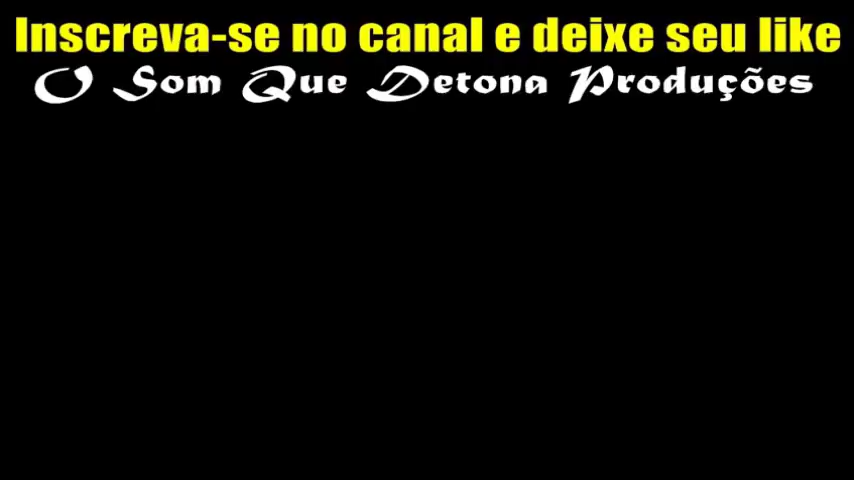 Inscreva-se no canal e deixe seu like
O Som Que Detona Produções